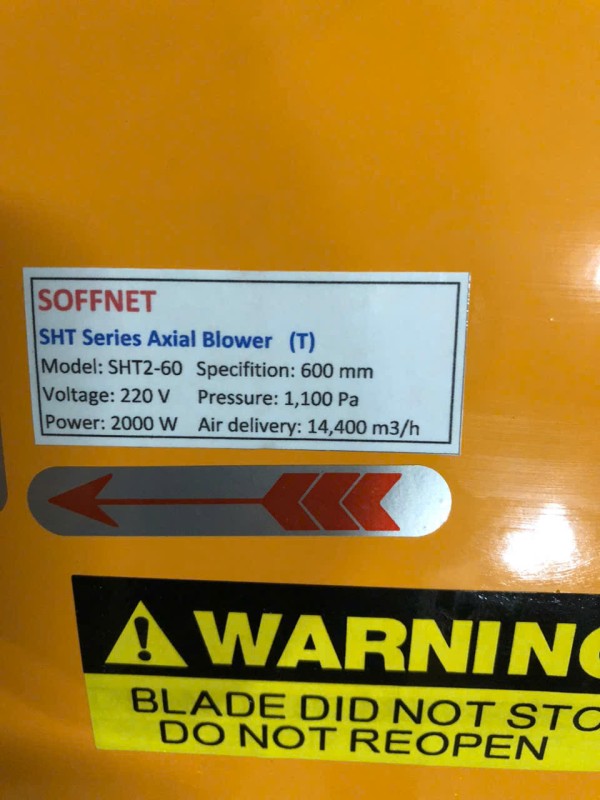 SOFFNET
SHT Series Axial Blower (T)
Model: SHT2-60 Specifition: 600 mm
Voltage: 220 V Pressure: 1,100 Pa
Power: 2000 W Air delivery: 14,400 m3/h
WARNING
BLADE DID NOT STO
DO NOT REOPEN